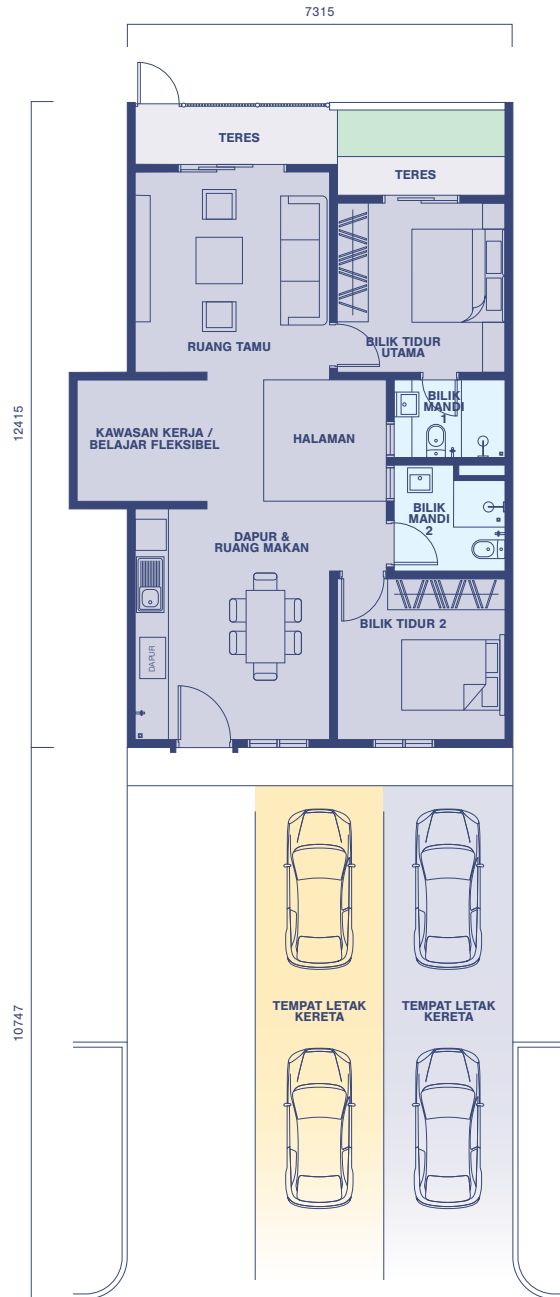 7315
TERES
TERES
RUANG TAMU
BILIK TIDUR
UTAMA
12415
KAWASAN KERJA /
BELAJAR FLEKSIBEL
HALAMAN
BILIK
MANDI
1
BILIK
MANDI
2
DAPUR &
RUANG MAKAN
BILIK TIDUR 2
DAPUR
TEMPAT LETAK
KERETA
TEMPAT LETAK
KERETA
10747